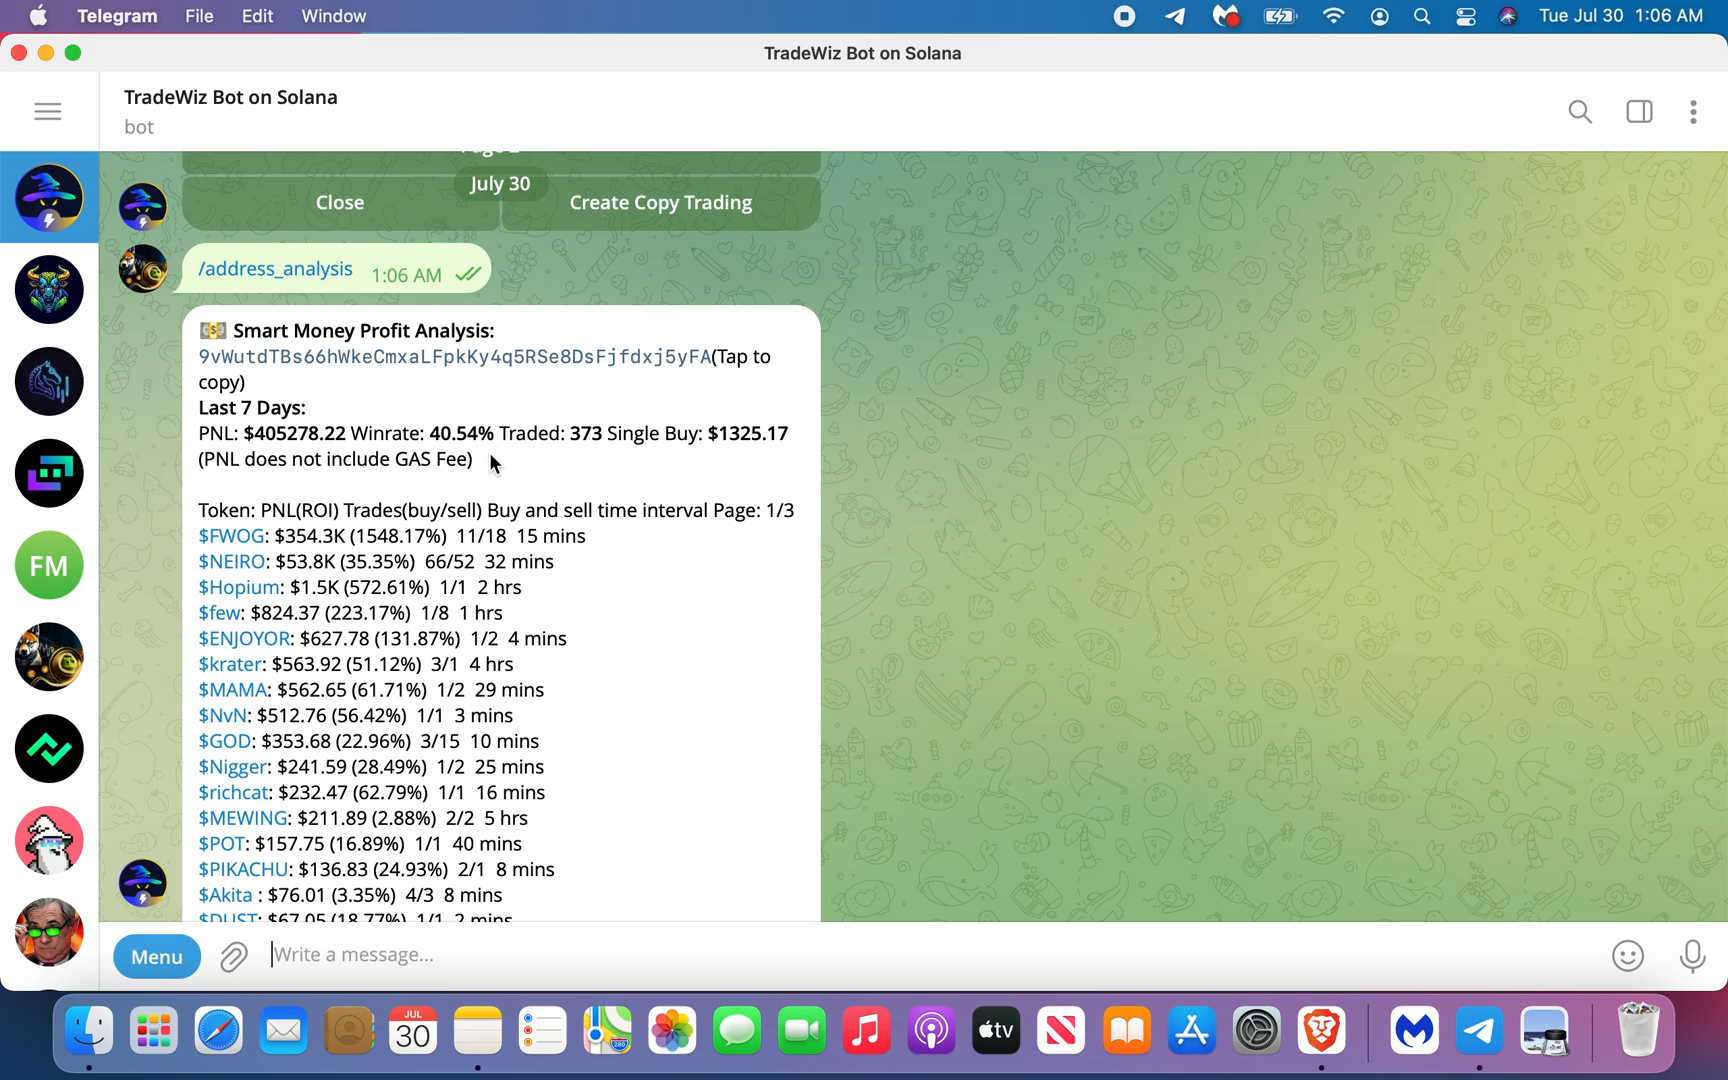 Telegram File Edit Window Tue Jul 30 1:06 AM
TradeWiz Bot on Solana
TradeWiz Bot on Solana
bot
July 30
Close Create Copy Trading
/address_analysis 1:06 AM
Smart Money Profit Analysis:
9vWutdTBs66hWkeCmxaLFpkKy4q5RSe8DsFjfdxj5yFA(Tap to
copy)
Last 7 Days:
PNL: $405278.22 Winrate: 40.54% Traded: 373 Single Buy: $1325.17
(PNL does not include GAS Fee)
Token: PNL(ROI) Trades(buy/sell) Buy and sell time interval Page: 1/3
$FWOG: $354.3K (1548.17%) 11/18 15 mins
$NEIRO: $53.8K (35.35%) 66/52 32 mins
$Hopium: $1.5K (572.61%) 1/1 2 hrs
$few: $824.37 (223.17%) 1/8 1 hrs
$ENJOYOR: $627.78 (131.87%) 1/2 4 mins
$krater: $563.92 (51.12%) 3/1 4 hrs
$MAMA: $562.65 (61.71%) 1/2 29 mins
$NvN: $512.76 (56.42%) 1/1 3 mins
$GOD: $353.68 (22.96%) 3/15 10 mins
$Nigger: $241.59 (28.49%) 1/2 25 mins
$richcat: $232.47 (62.79%) 1/1 16 mins
$MEWING: $211.89 (2.88%) 2/2 5 hrs
$POT: $157.75 (16.89%) 1/1 40 mins
$PIKACHU: $136.83 (24.93%) 2/1 8 mins
$Akita : $76.01 (3.35%) 4/3 8 mins
$DUST: $67.05 (18.77%) 1/1 2 mins
FM
Menu Write a message...
JUL
30
280
tv